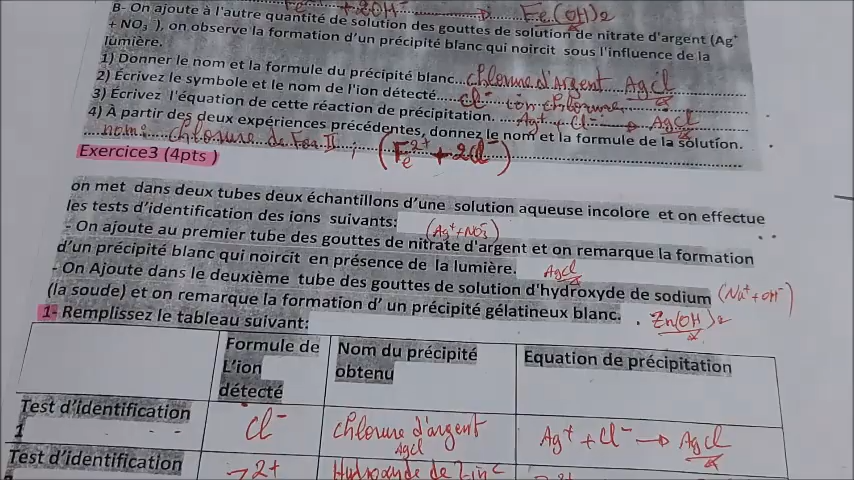 Fe + 2OH⁻ → Fe(OH)2
B- On ajoute à l'autre quantité de solution des gouttes de solution de nitrate d'argent (Ag⁺
+ NO₃⁻), on observe la formation d'un précipité blanc qui noircit sous l'influence de la
lumière.
1) Donner le nom et la formule du précipité blanc...chlorure d'Argent AgCl
2) Écrivez le symbole et le nom de l'ion détecté......Cl⁻ ion chlorure
3) Écrivez l'équation de cette réaction de précipitation. ....Ag⁺ + Cl⁻ → AgCl
4) À partir des deux expériences précédentes, donnez le nom et la formule de la solution.
nom: chlorure de Fer II ; (Fe²⁺ + 2Cl⁻)
Exercice3 (4pts )
on met dans deux tubes deux échantillons d'une solution aqueuse incolore et on effectue
les tests d'identification des ions suivants:
(Ag⁺ + NO₃⁻)
- On ajoute au premier tube des gouttes de nitrate d'argent et on remarque la formation
d'un précipité blanc qui noircit en présence de la lumière. AgCl
- On Ajoute dans le deuxième tube des gouttes de solution d'hydroxyde de sodium (Na⁺ + OH⁻)
(la soude) et on remarque la formation d' un précipité gélatineux blanc. . Zn(OH)2
1- Remplissez le tableau suivant:
Formule de L'ion détecté
Nom du précipité obtenu
Equation de précipitation
Test d'identification 1
Cl⁻
chlorure d'argent AgCl
Ag⁺ + Cl⁻ → AgCl
Test d'identification
2+
Hydroxyde de Zinc
2+